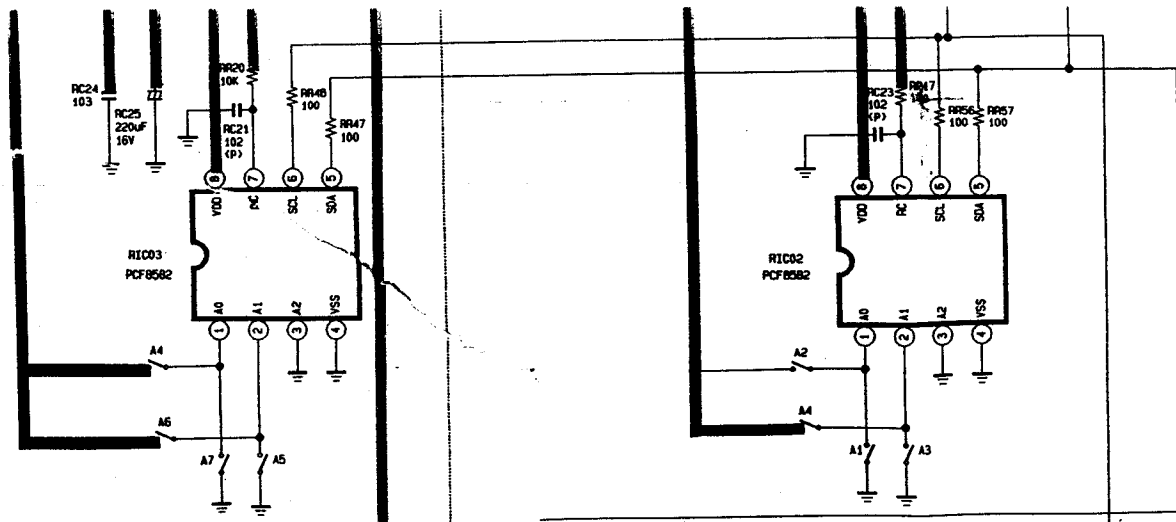 RC24
103
RC25
220uF
16V
RR20
10K
RC21
102
(P)
RR48
100
RR47
100
8
7
6
5
VDD
RC
SCL
SDA
RIC03
PCF8582
A0
A1
A2
VSS
1
2
3
4
A4
A6
A7
A5
RC23
102
(P)
RR17
RR56
100
RR57
100
8
7
6
5
VDD
RC
SCL
SDA
RIC02
PCF8582
A0
A1
A2
VSS
1
2
3
4
A2
A4
A1
A3